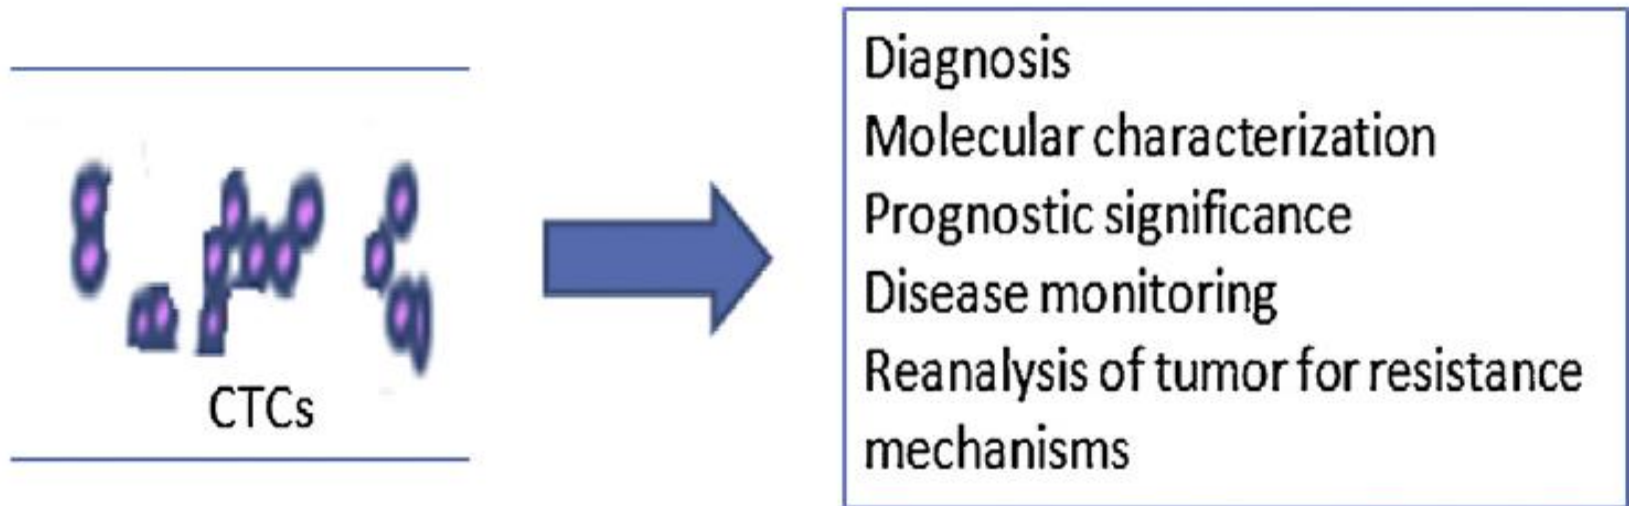 CTCs
Diagnosis
Molecular characterization
Prognostic significance
Disease monitoring
Reanalysis of tumor for resistance
mechanisms